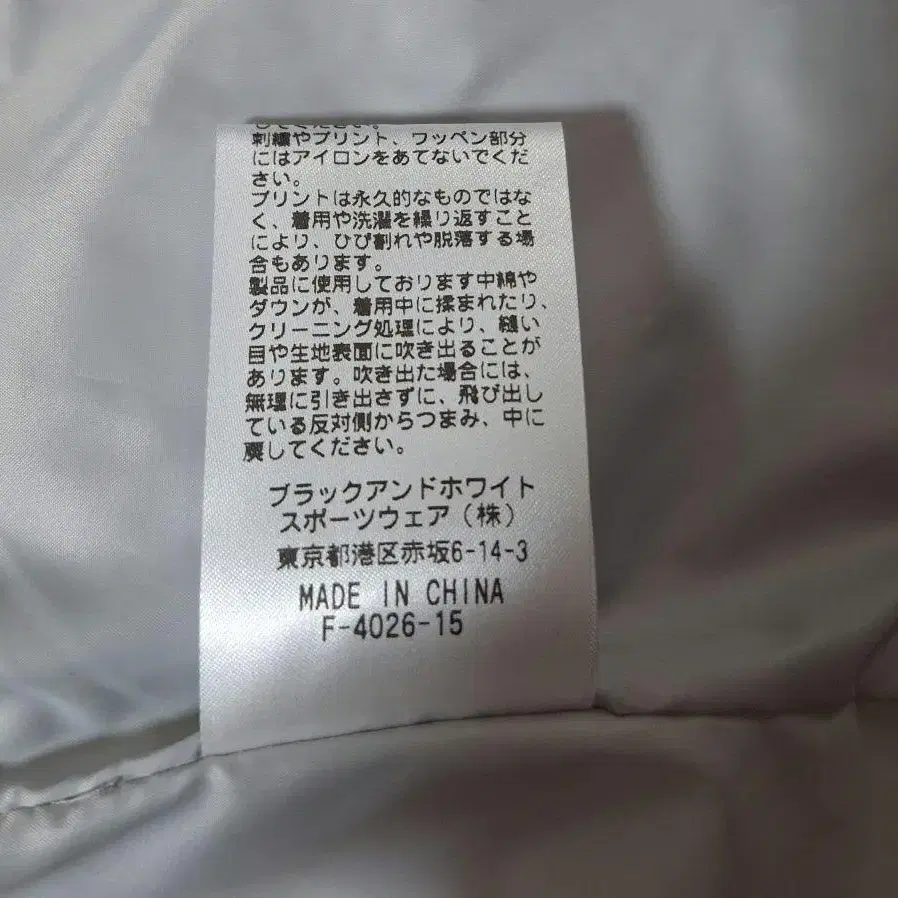 してください。
刺繍やプリント、ワッペン部分
にはアイロンをあてないでくだ
さい。
プリントは永久的なものではな
く、着用や洗濯を繰り返すこと
により、ひび割れや脱落する場
合もあります。
製品に使用しております中綿や
ダウンが、着用中に揉まれたり、
クリーニング処理により、縫い
目や生地表面に吹き出ることが
あります。吹き出た場合には、
無理に引き出さずに、飛び出し
ている反対側からつまみ、中に
戻してください。
ブラックアンドホワイト
スポーツウェア(株)
東京都港区赤坂6-14-3
MADE IN CHINA
F-4026-15